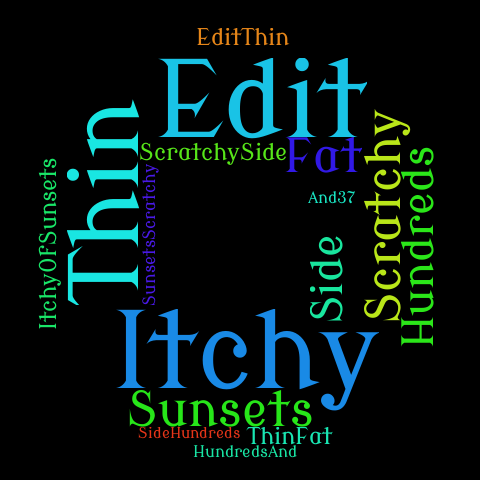 EditThin
Edit
ScratchySide
Fat
Thin
SunsetsScratchy
ItchyOFSunsets
And37
Scratchy
Hundreds
Side
Itchy
Sunsets
SideHundreds
ThinFat
HundredsAnd